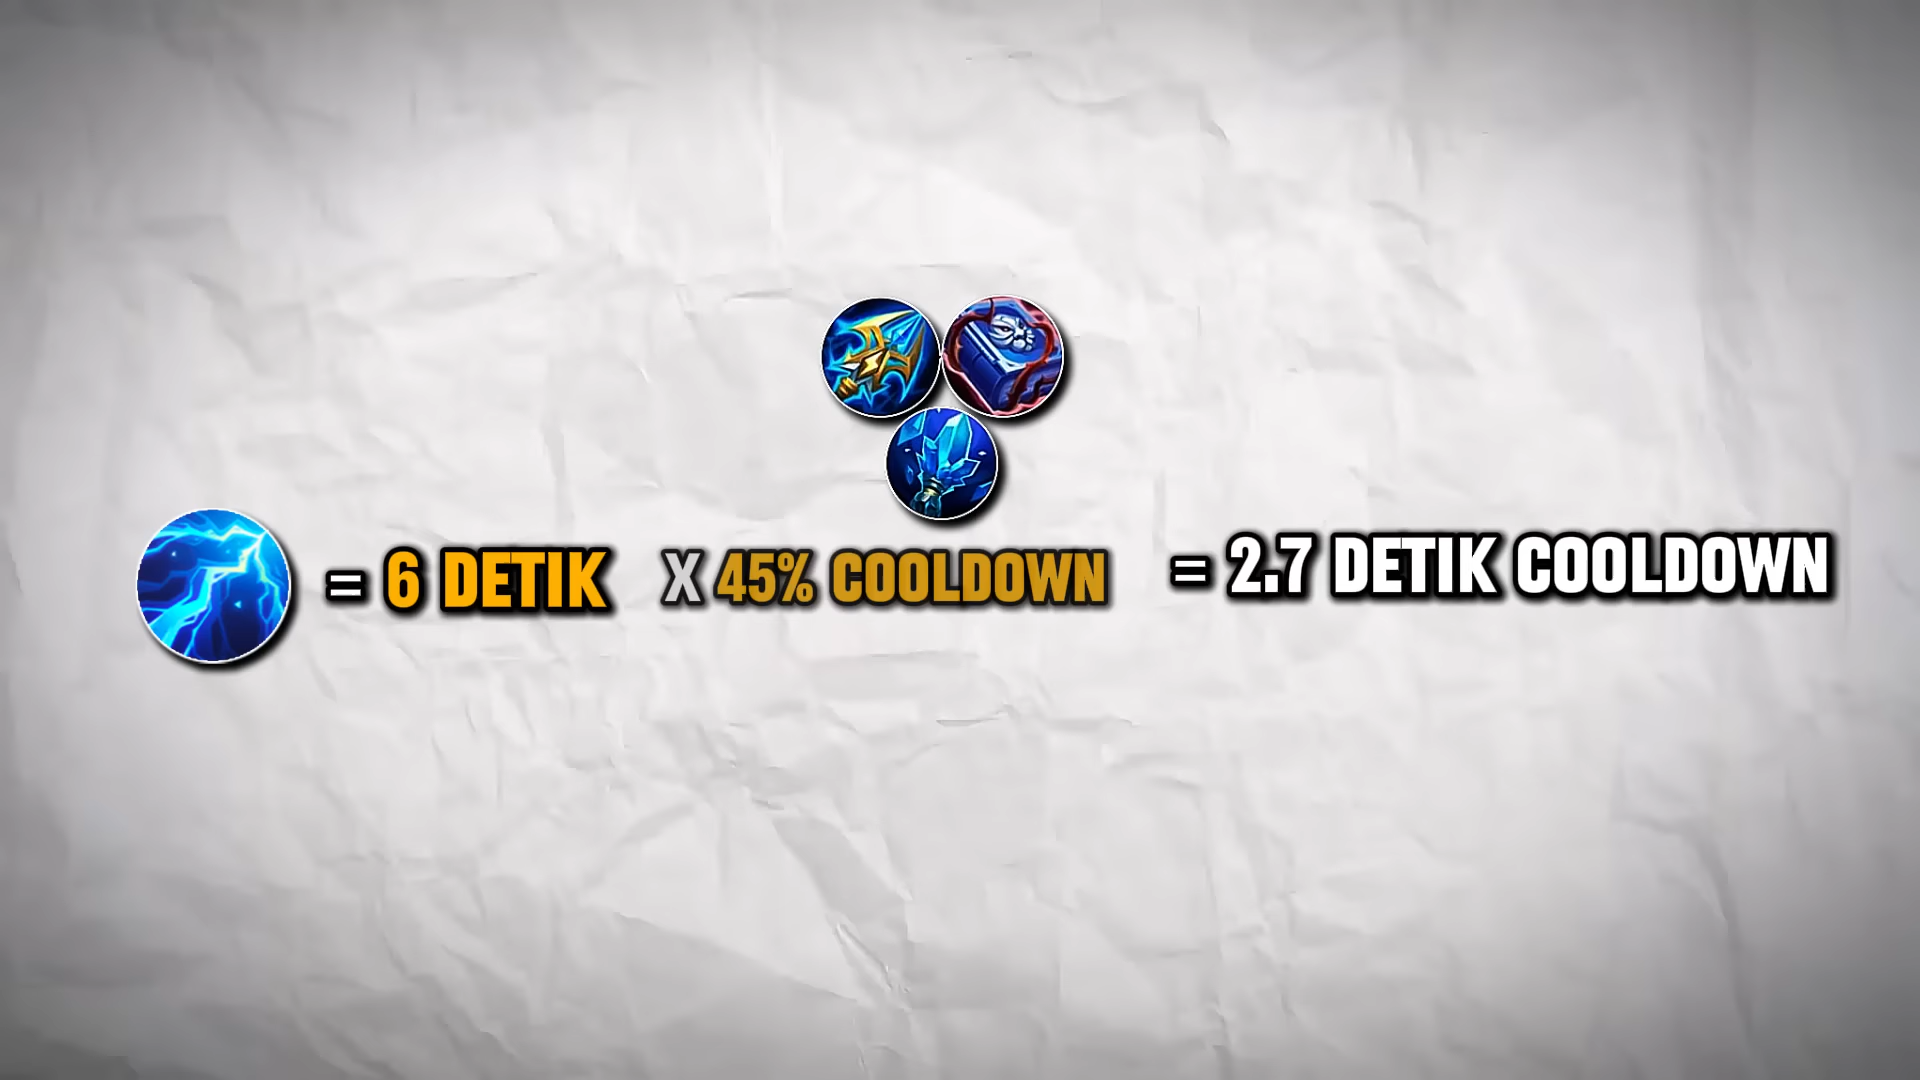 = 6 DETIK X 45% COOLDOWN = 2.7 DETIK COOLDOWN